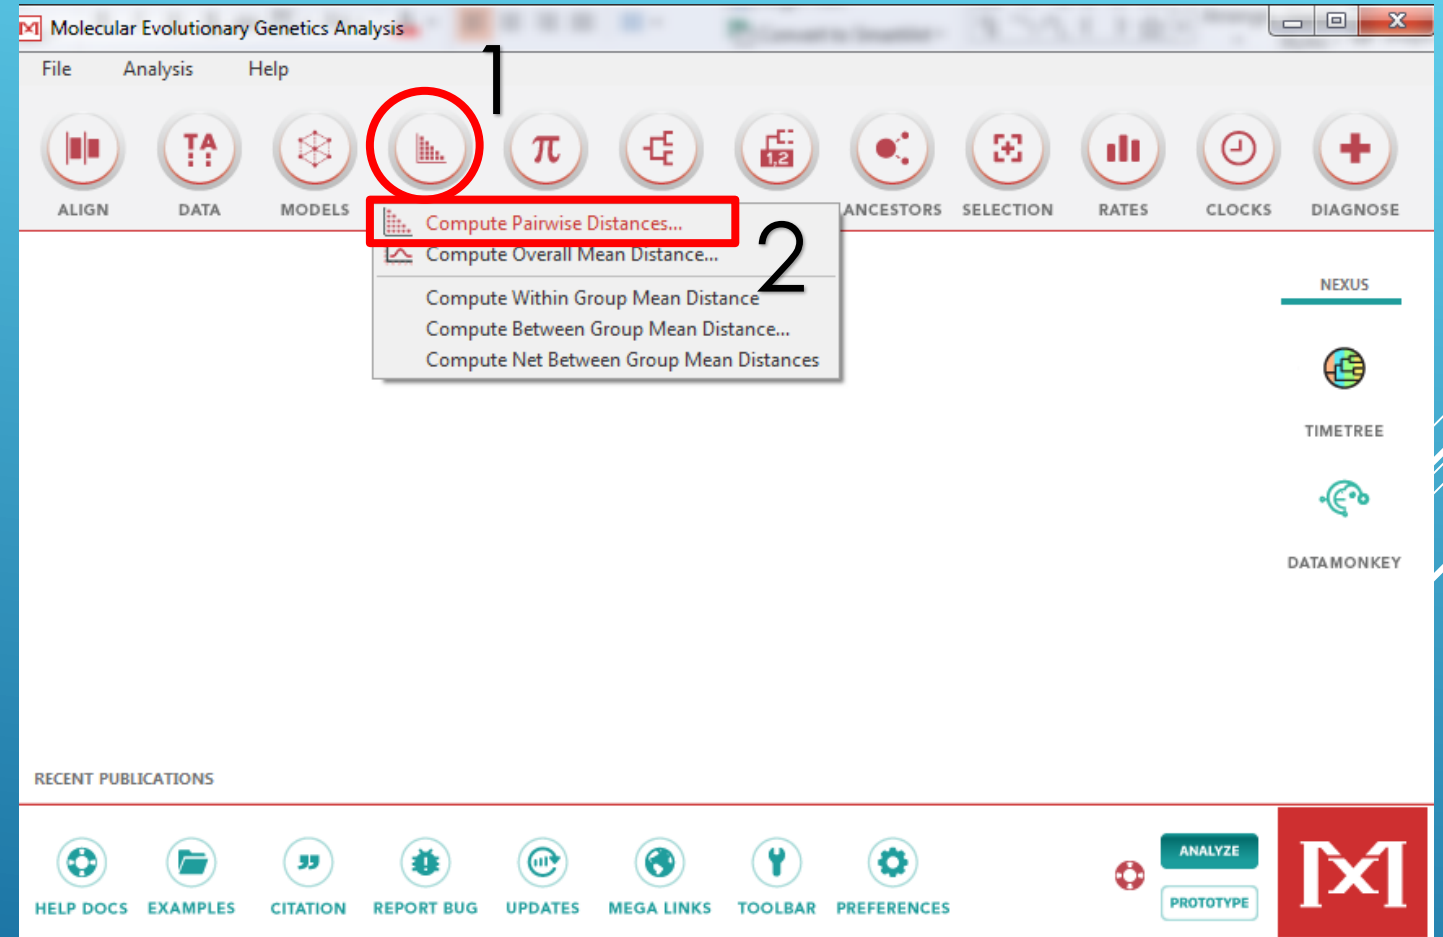 Molecular Evolutionary Genetics Analysis
1
File Analysis Help
TA
π
1,2
ALIGN DATA MODELS ANCESTORS SELECTION RATES CLOCKS DIAGNOSE
Compute Pairwise Distances...
2
Compute Overall Mean Distance...
Compute Within Group Mean Distance
Compute Between Group Mean Distance...
Compute Net Between Group Mean Distances
NEXUS
TIMETREE
DATAMONKEY
RECENT PUBLICATIONS
HELP DOCS EXAMPLES CITATION REPORT BUG UPDATES MEGA LINKS TOOLBAR PREFERENCES
ANALYZE
PROTOTYPE
M